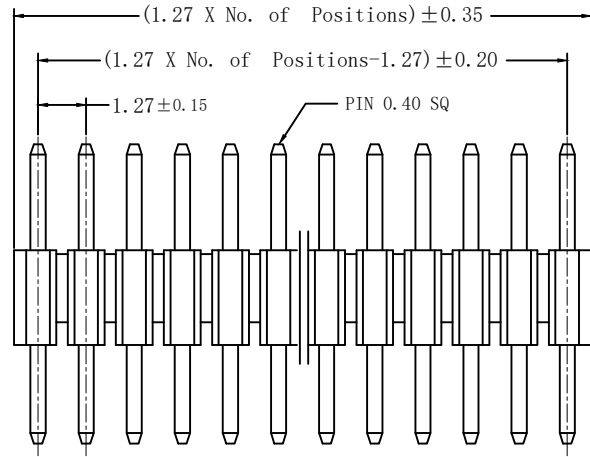 (1.27 X No. of Positions)±0.35
(1.27 X No. of Positions-1.27)±0.20
1.27±0.15
PIN 0.40 SQ